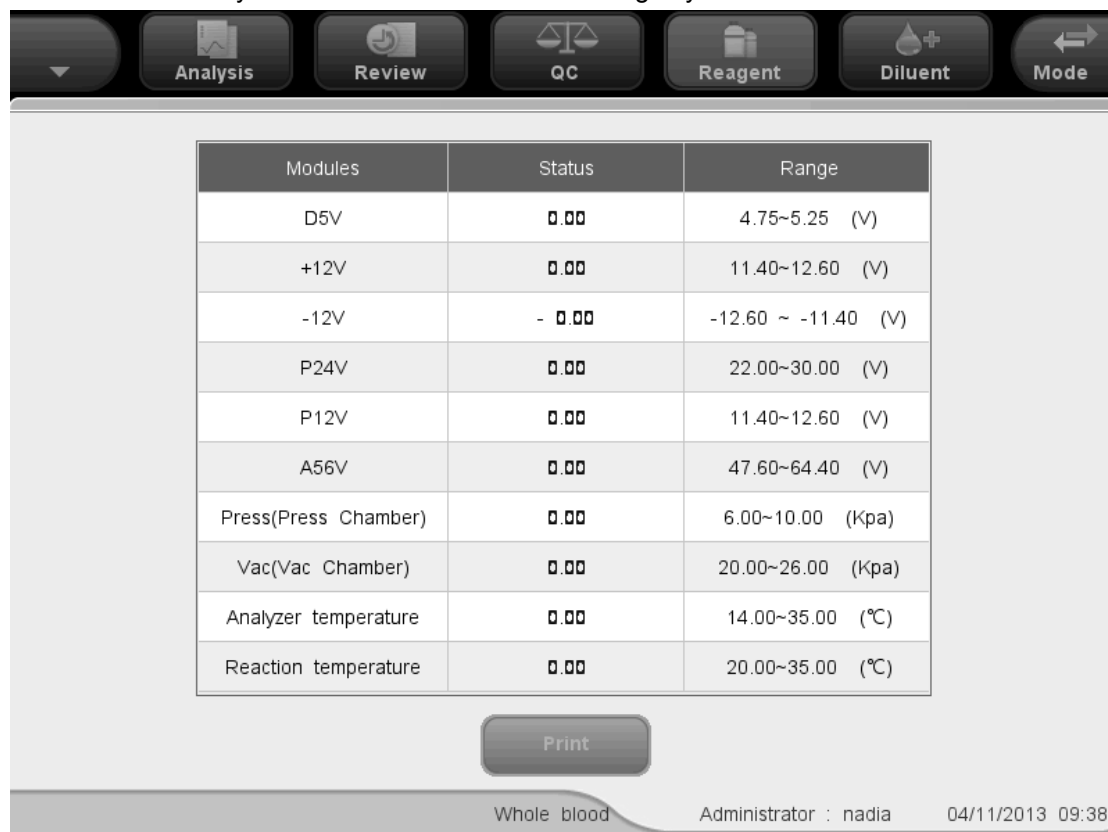 Analysis Review QC Reagent Diluent Mode
Modules Status Range
D5V 0.00 4.75~5.25 (V)
+12V 0.00 11.40~12.60 (V)
-12V - 0.00 -12.60 ~ -11.40 (V)
P24V 0.00 22.00~30.00 (V)
P12V 0.00 11.40~12.60 (V)
A56V 0.00 47.60~64.40 (V)
Press(Press Chamber) 0.00 6.00~10.00 (Kpa)
Vac(Vac Chamber) 0.00 20.00~26.00 (Kpa)
Analyzer temperature 0.00 14.00~35.00 (℃)
Reaction temperature 0.00 20.00~35.00 (℃)
Print
Whole blood Administrator : nadia 04/11/2013 09:38